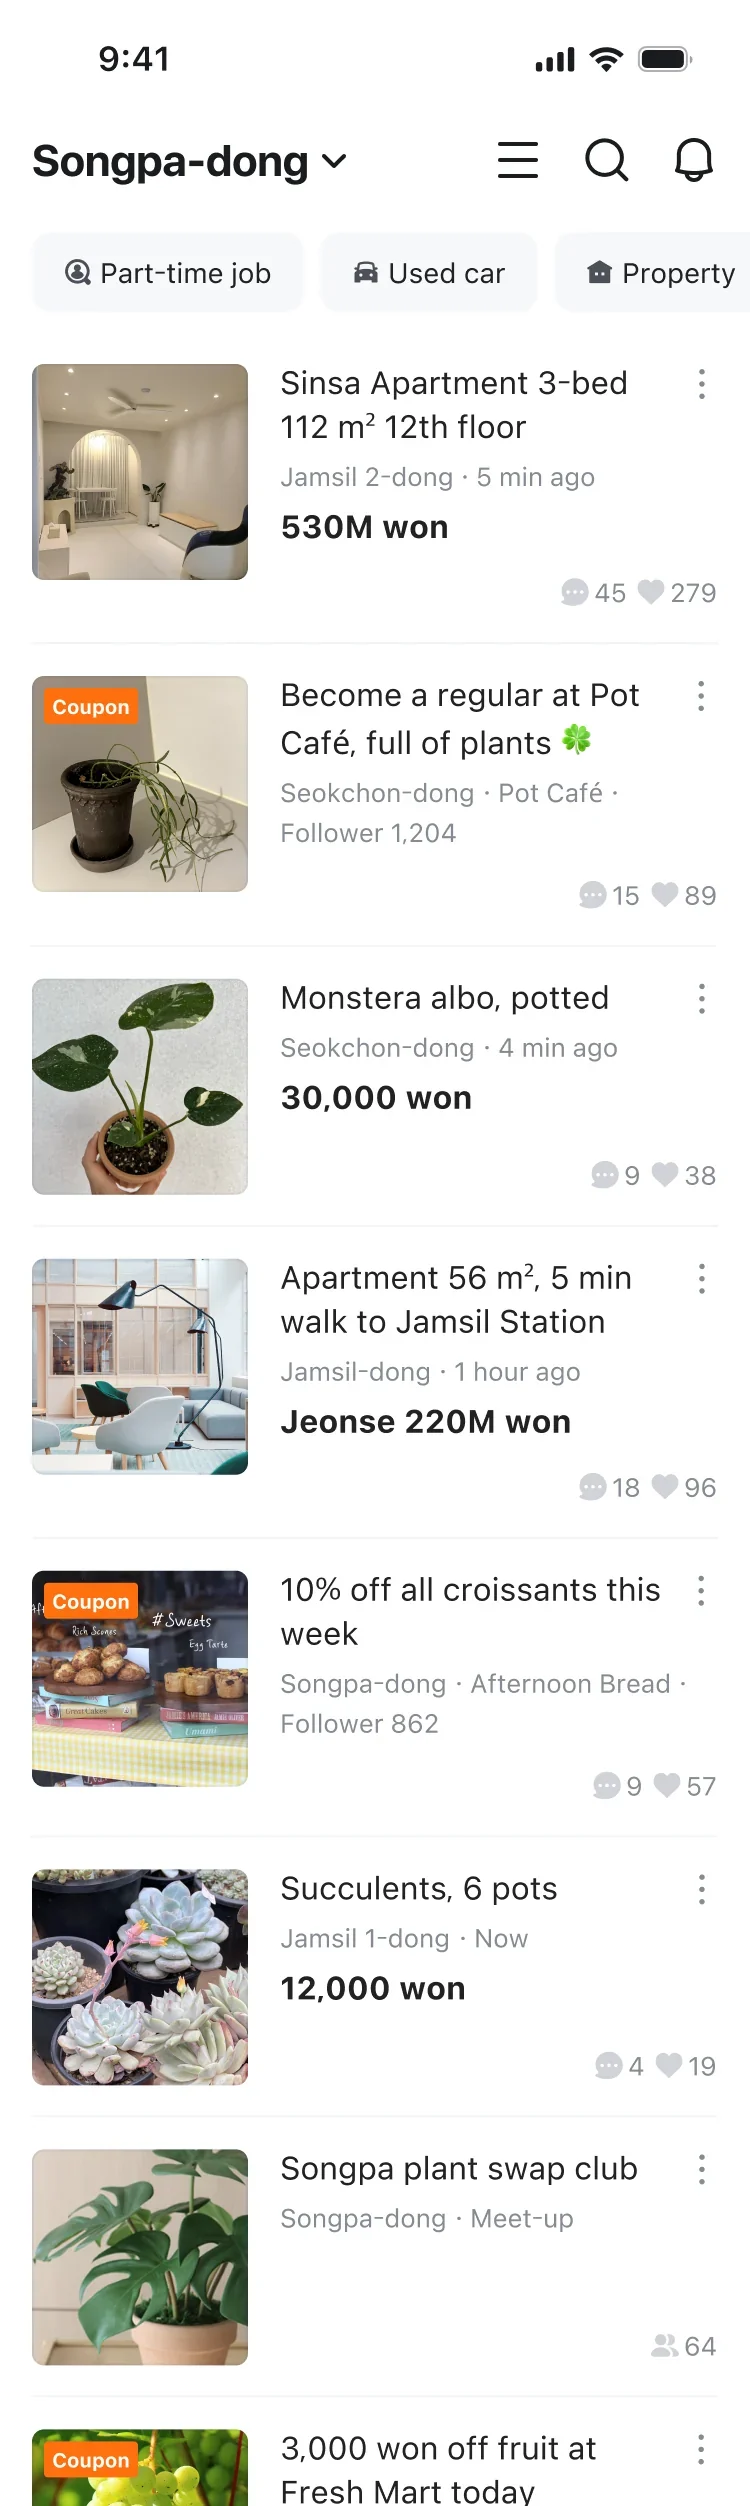 9:41
Songpa-dong
Part-time job
Used car
Property
Sinsa Apartment 3-bed
112 m² 12th floor
Jamsil 2-dong · 5 min ago
530M won
45 279
Coupon
Become a regular at Pot
Café, full of plants 🍀
Seokchon-dong · Pot Café ·
Follower 1,204
15 89
Monstera albo, potted
Seokchon-dong · 4 min ago
30,000 won
9 38
Apartment 56 m², 5 min
walk to Jamsil Station
Jamsil-dong · 1 hour ago
Jeonse 220M won
18 96
Coupon
#Sweets
Rich Scones
Egg Tarte
Great Cakes
Umami
10% off all croissants this
week
Songpa-dong · Afternoon Bread ·
Follower 862
9 57
Succulents, 6 pots
Jamsil 1-dong · Now
12,000 won
4 19
Songpa plant swap club
Songpa-dong · Meet-up
64
Coupon
3,000 won off fruit at
Fresh Mart today